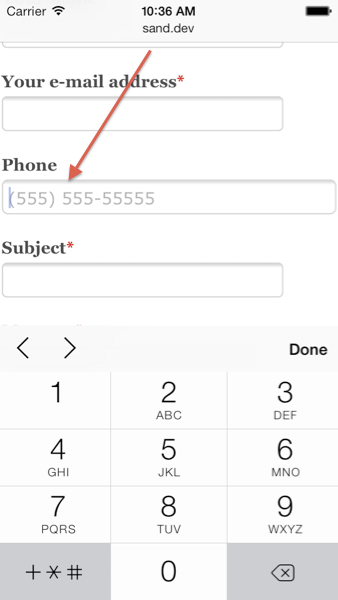 Carrier 10:36 AM
sand.dev
Your e-mail address*
Phone
(555) 555-55555
Subject*
Done
1 2 ABC 3 DEF
4 GHI 5 JKL 6 MNO
7 PQRS 8 TUV 9 WXYZ
+*# 0